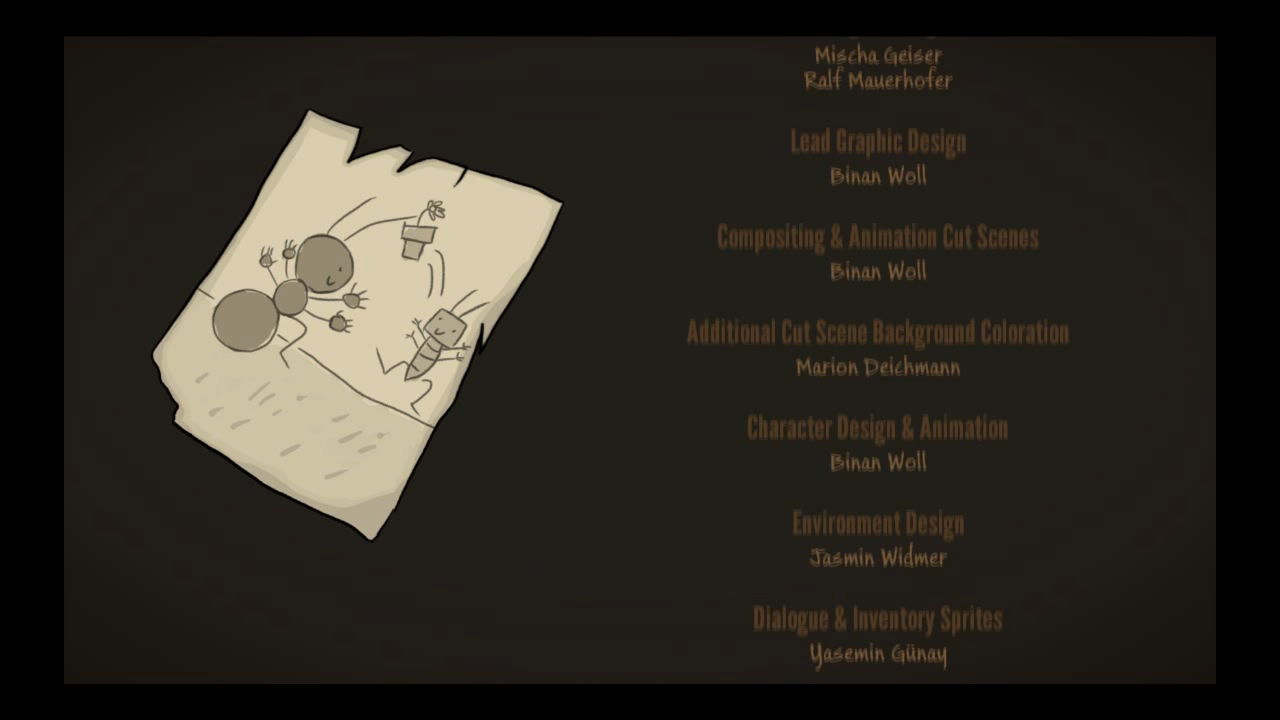 Mischa Geiser
Ralf Mauerhofer
Lead Graphic Design
Binan Woll
Compositing & Animation Cut Scenes
Binan Woll
Additional Cut Scene Background Coloration
Marion Deichmann
Character Design & Animation
Binan Woll
Environment Design
Jasmin Widmer
Dialogue & Inventory Sprites
Yasemin Günay